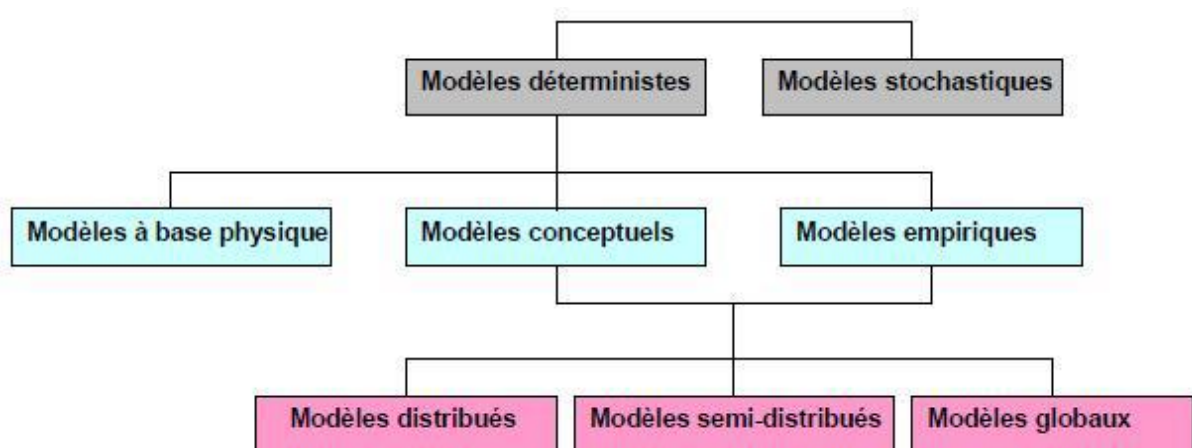 Modèles déterministes
Modèles stochastiques
Modèles à base physique
Modèles conceptuels
Modèles empiriques
Modèles distribués
Modèles semi-distribués
Modèles globaux